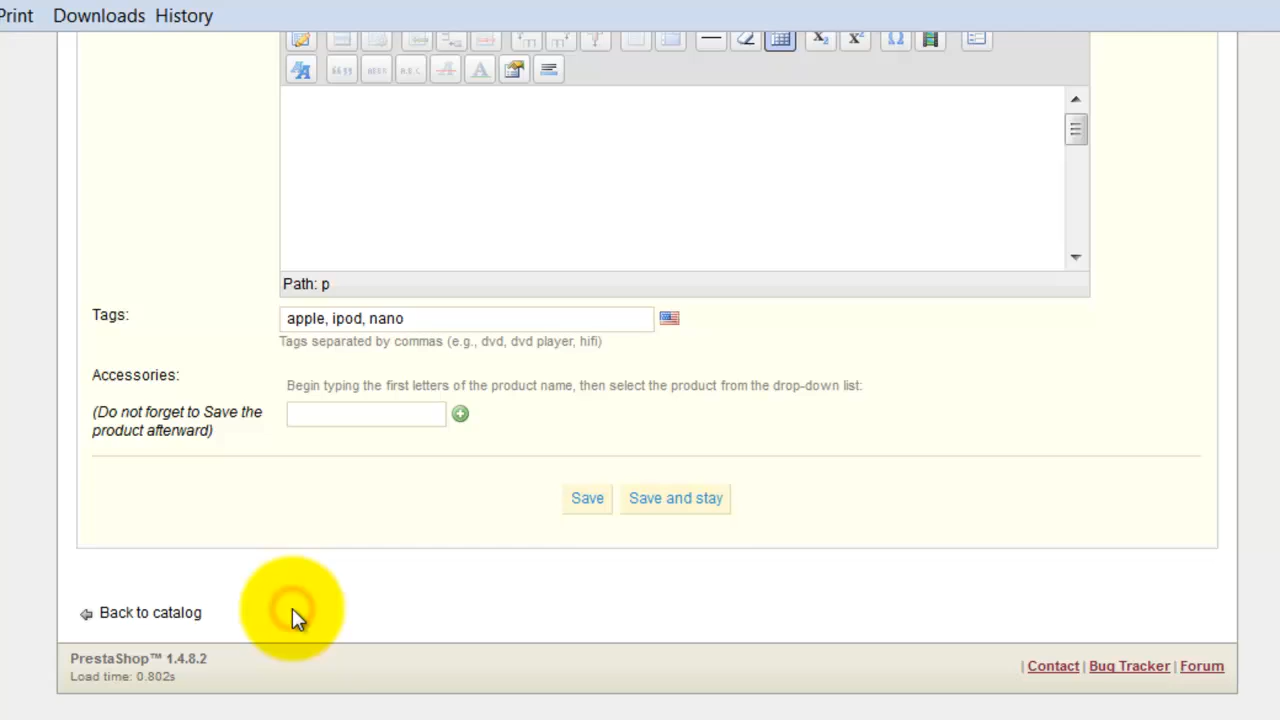 Print Downloads History
Path: p
Tags:
apple, ipod, nano
Tags separated by commas (e.g., dvd, dvd player, hifi)
Accessories:
(Do not forget to Save the
product afterward)
Begin typing the first letters of the product name, then select the product from the drop-down list:
Save Save and stay
Back to catalog
PrestaShop™ 1.4.8.2
Load time: 0.802s
| Contact | Bug Tracker | Forum